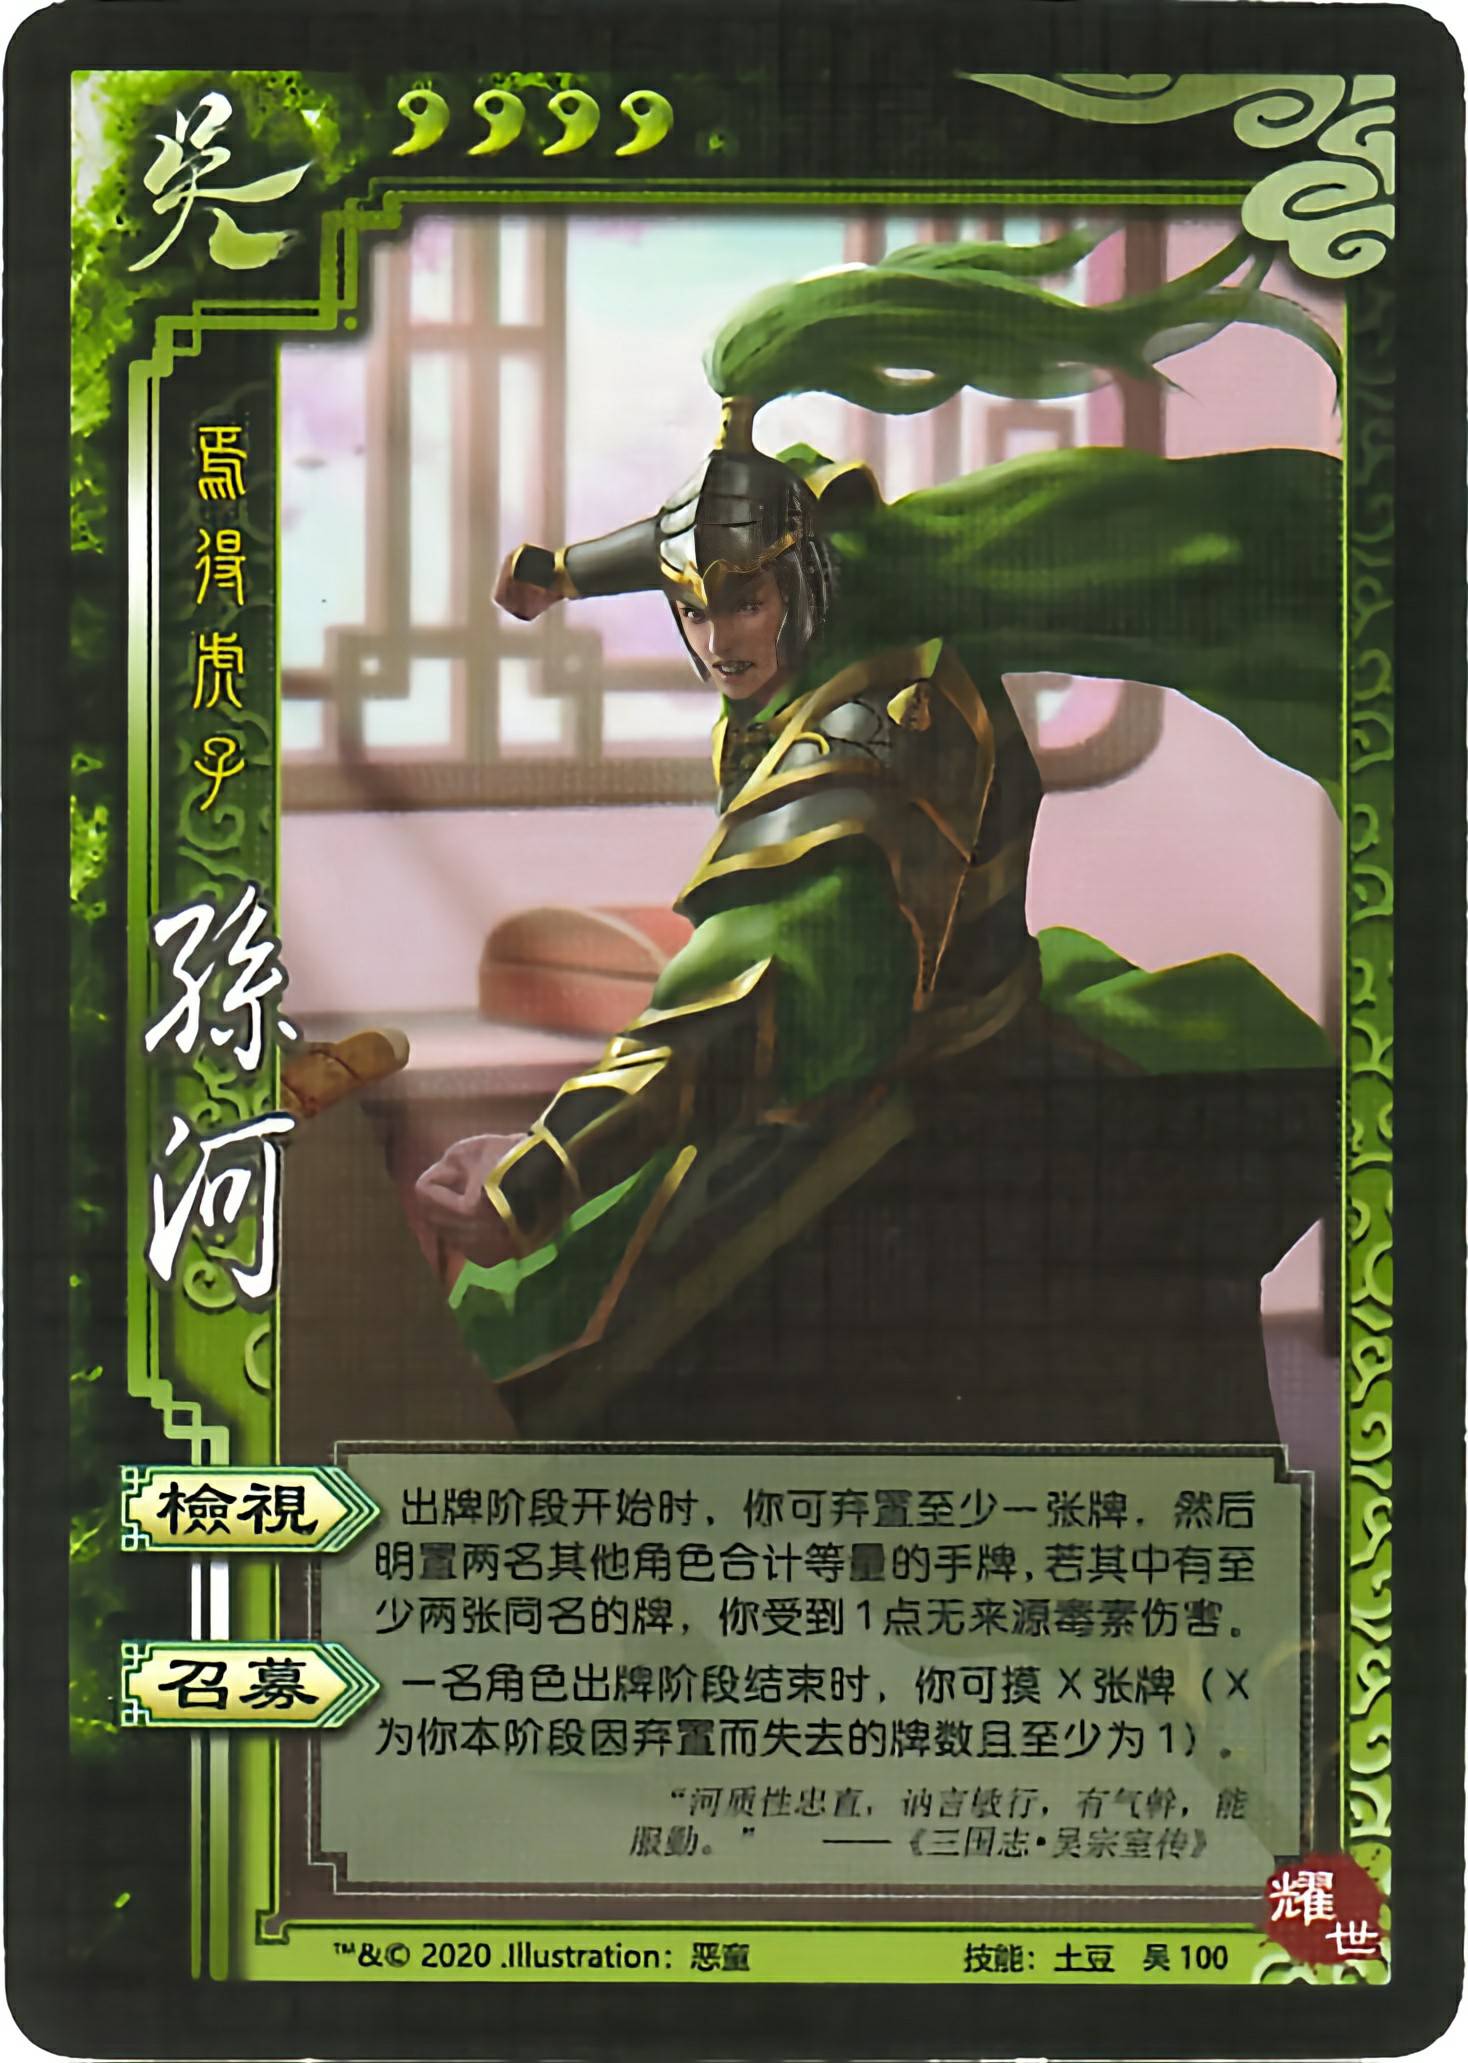 吴
焉得虎子
孫河
檢視
出牌阶段开始时，你可弃置至少一张牌．然后
明置两名其他角色合计等量的手牌，若其中有至
少两张同名的牌，你受到1点无来源毒素伤害。
召募
一名角色出牌阶段结束时，你可摸X张牌（X
为你本阶段因弃置而失去的牌数且至少为1）。
“河质性忠直，讷言敏行，有气幹，能
服勤。”  ——《三国志•吴宗室传》
耀世
™&© 2020 .Illustration: 恶童 技能：土豆 吴100